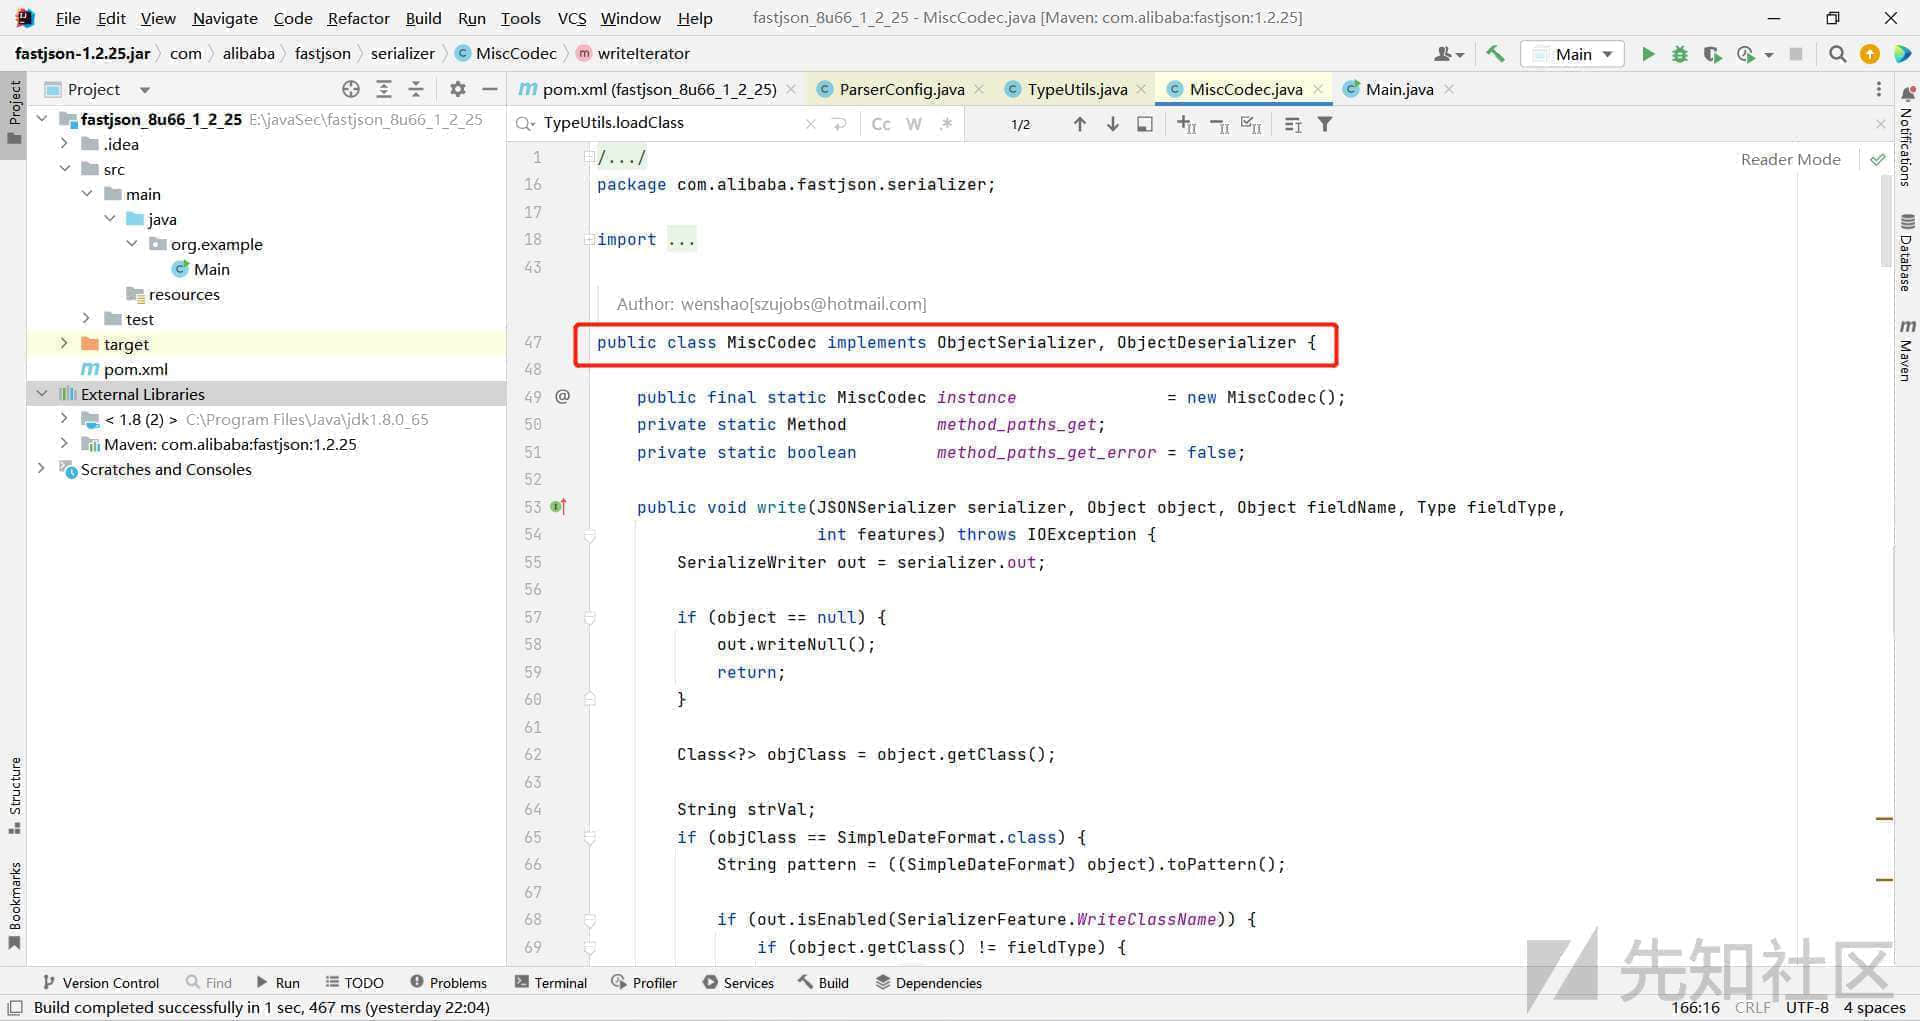 File Edit View Navigate Code Refactor Build Run Tools VCS Window Help fastjson_8u66_1_2_25 - MiscCodec.java [Maven: com.alibaba:fastjson:1.2.25]
fastjson-1.2.25.jar com alibaba fastjson serializer MiscCodec writeIterator Main
Project
pom.xml (fastjson_8u66_1_2_25) ParserConfig.java TypeUtils.java MiscCodec.java Main.java
TypeUtils.loadClass Cc W .* 1/2
Reader Mode
Project
fastjson_8u66_1_2_25 E:\javaSec\fastjson_8u66_1_2_25
.idea
src
main
java
org.example
Main
resources
test
target
pom.xml
External Libraries
< 1.8 (2) > C:\Program Files\Java\jdk1.8.0_65
Maven: com.alibaba:fastjson:1.2.25
Scratches and Consoles
Structure
Bookmarks
1 /.../
16 package com.alibaba.fastjson.serializer;
17
18 import ...
43
Author: wenshao[szujobs@hotmail.com]
47 public class MiscCodec implements ObjectSerializer, ObjectDeserializer {
48
49 @ public final static MiscCodec instance = new MiscCodec();
50 private static Method method_paths_get;
51 private static boolean method_paths_get_error = false;
52
53 public void write(JSONSerializer serializer, Object object, Object fieldName, Type fieldType,
54 int features) throws IOException {
55 SerializeWriter out = serializer.out;
56
57 if (object == null) {
58 out.writeNull();
59 return;
60 }
61
62 Class<?> objClass = object.getClass();
63
64 String strVal;
65 if (objClass == SimpleDateFormat.class) {
66 String pattern = ((SimpleDateFormat) object).toPattern();
67
68 if (out.isEnabled(SerializerFeature.WriteClassName)) {
69 if (object.getClass() != fieldType) {
Notifications
Database
m Maven
Version Control Find Run TODO Problems Terminal Profiler Services Build Dependencies
Build completed successfully in 1 sec, 467 ms (yesterday 22:04) 166:16 CRLF UTF-8 4 spaces
先知社区